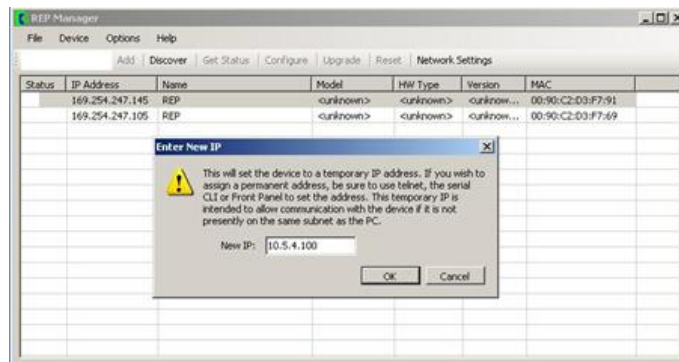 REP Manager
File Device Options Help
Add Discover Get Status Configure Upgrade Reset Network Settings
Status IP Address Name Model HW Type Version MAC
169.254.247.145 REP <unknown> <unknown> <unknow... 00:90:C2:D3:F7:91
169.254.247.105 REP <unknown> <unknown> <unknow... 00:90:C2:D3:F7:69
Enter New IP
This will set the device to a temporary IP address. If you wish to
assign a permanent address, be sure to use telnet, the serial
CLI or Front Panel to set the address. This temporary IP is
intended to allow communication with the device if it is not
presently on the same subnet as the PC.
New IP: 10.5.4.100
OK Cancel